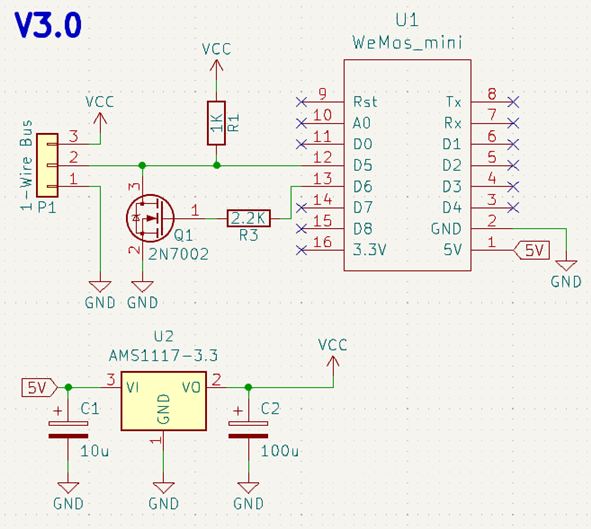 V3.0
U1
WeMos_mini
VCC
VCC
1-Wire Bus
P1
3
2
1
1K
R1
9 Rst Tx 8
10 A0 Rx 7
11 D0 D1 6
12 D5 D2 5
13 D6 D3 4
14 D7 D4 3
15 D8 GND 2
16 3.3V 5V 1
5V
GND
3
1
2
Q1
2N7002
2.2K
R3
GND
GND
U2
AMS1117-3.3
VCC
5V
3 VI VO 2
GND
1
+ C1
10u
+ C2
100u
GND
GND
GND